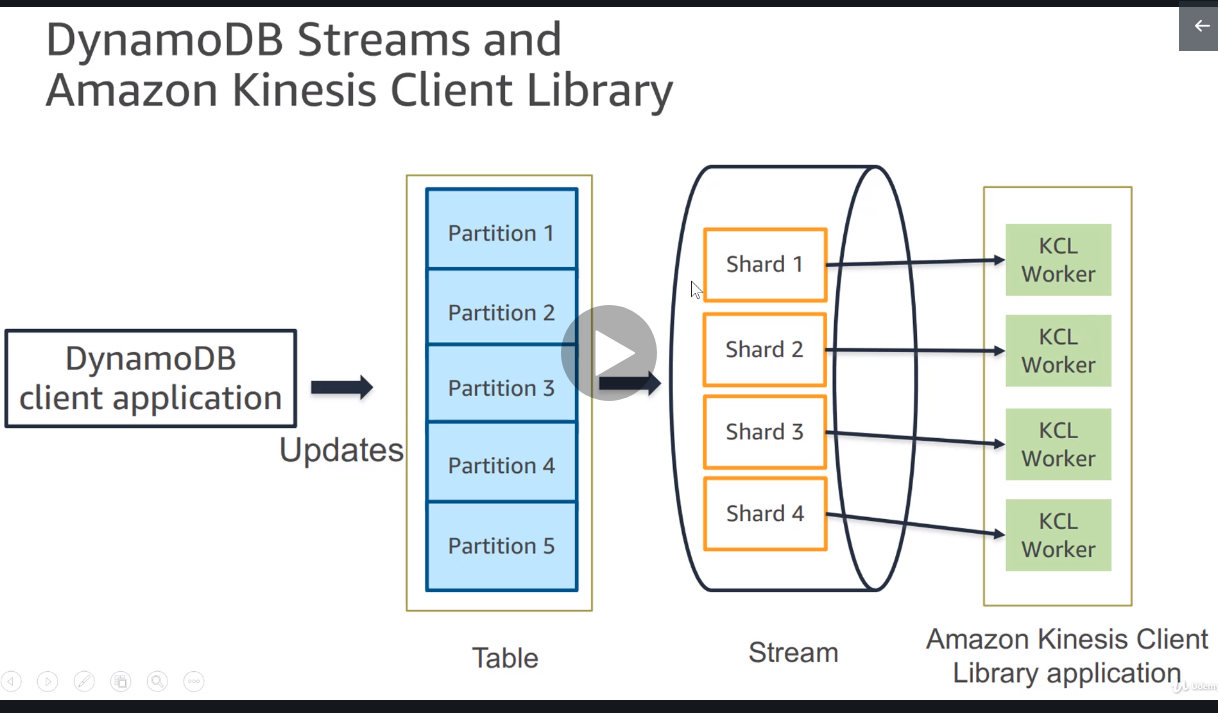 DynamoDB Streams and
Amazon Kinesis Client Library
DynamoDB
client application
Updates
Partition 1
Partition 2
Partition 3
Partition 4
Partition 5
Table
Shard 1
Shard 2
Shard 3
Shard 4
Stream
KCL
Worker
KCL
Worker
KCL
Worker
KCL
Worker
Amazon Kinesis Client
Library application
Udemy